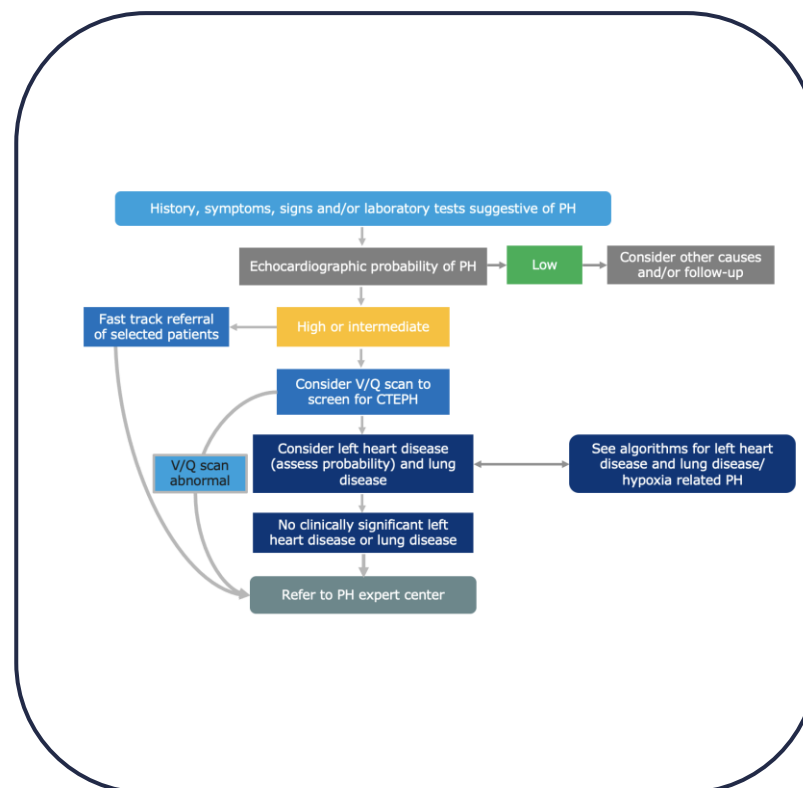 History, symptoms, signs and/or laboratory tests suggestive of PH
Echocardiographic probability of PH
Low
Consider other causes
and/or follow-up
Fast track referral
of selected patients
High or intermediate
Consider V/Q scan to
screen for CTEPH
V/Q scan
abnormal
Consider left heart disease
(assess probability) and lung
disease
See algorithms for left heart
disease and lung disease/
hypoxia related PH
No clinically significant left
heart disease or lung disease
Refer to PH expert center